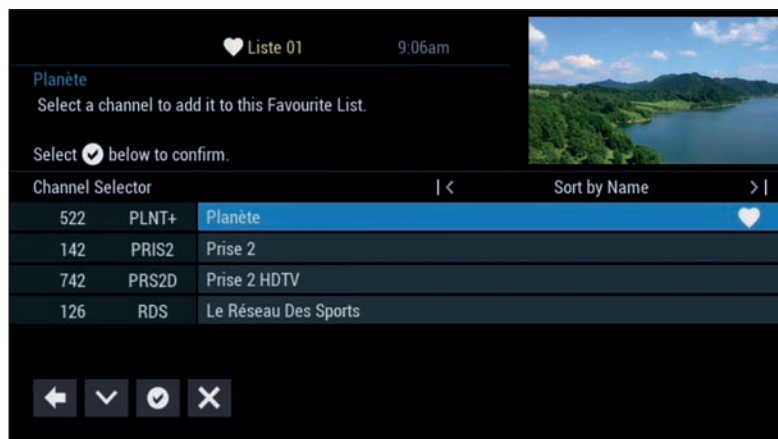 Liste 01 9:06am
Planète
Select a channel to add it to this Favourite List.
Select below to confirm.
Channel Selector |< Sort by Name >|
522 PLNT+ Planète
142 PRIS2 Prise 2
742 PRS2D Prise 2 HDTV
126 RDS Le Réseau Des Sports